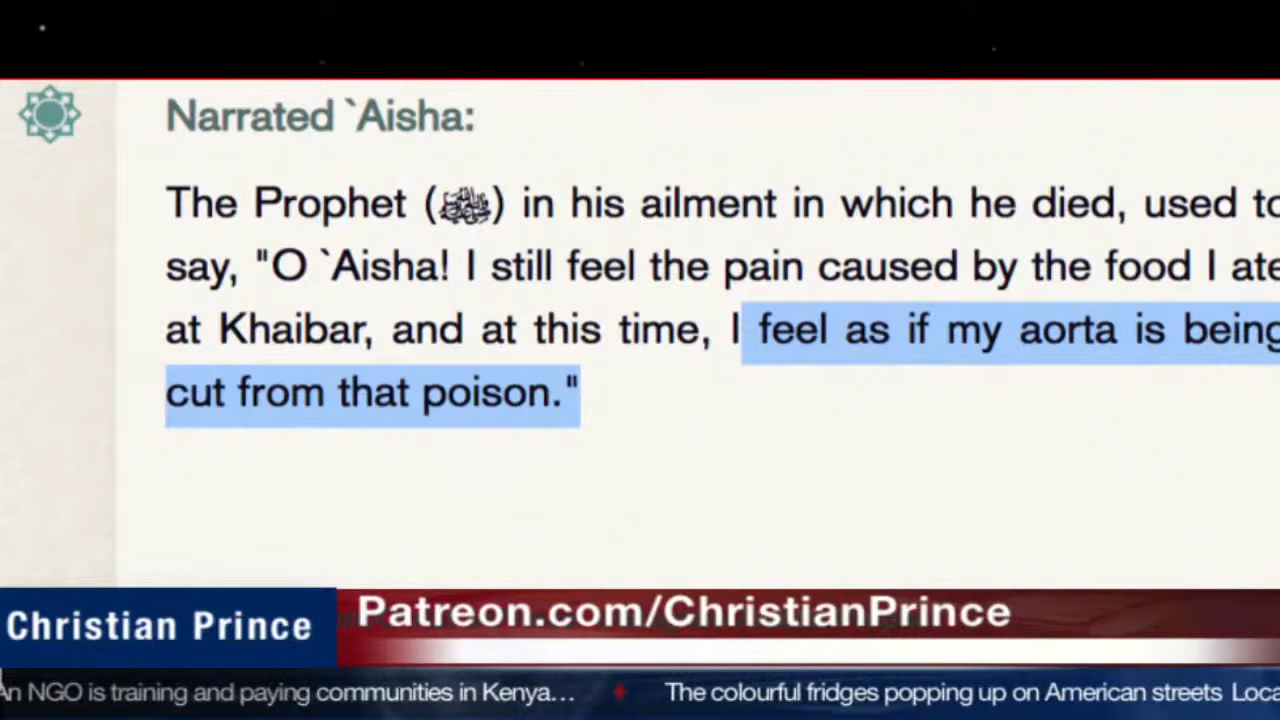 Narrated `Aisha:
The Prophet (ﷺ) in his ailment in which he died, used to
say, "O `Aisha! I still feel the pain caused by the food I ate
at Khaibar, and at this time, I feel as if my aorta is being
cut from that poison."
Christian Prince
Patreon.com/ChristianPrince
An NGO is training and paying communities in Kenya... The colourful fridges popping up on American streets Loca